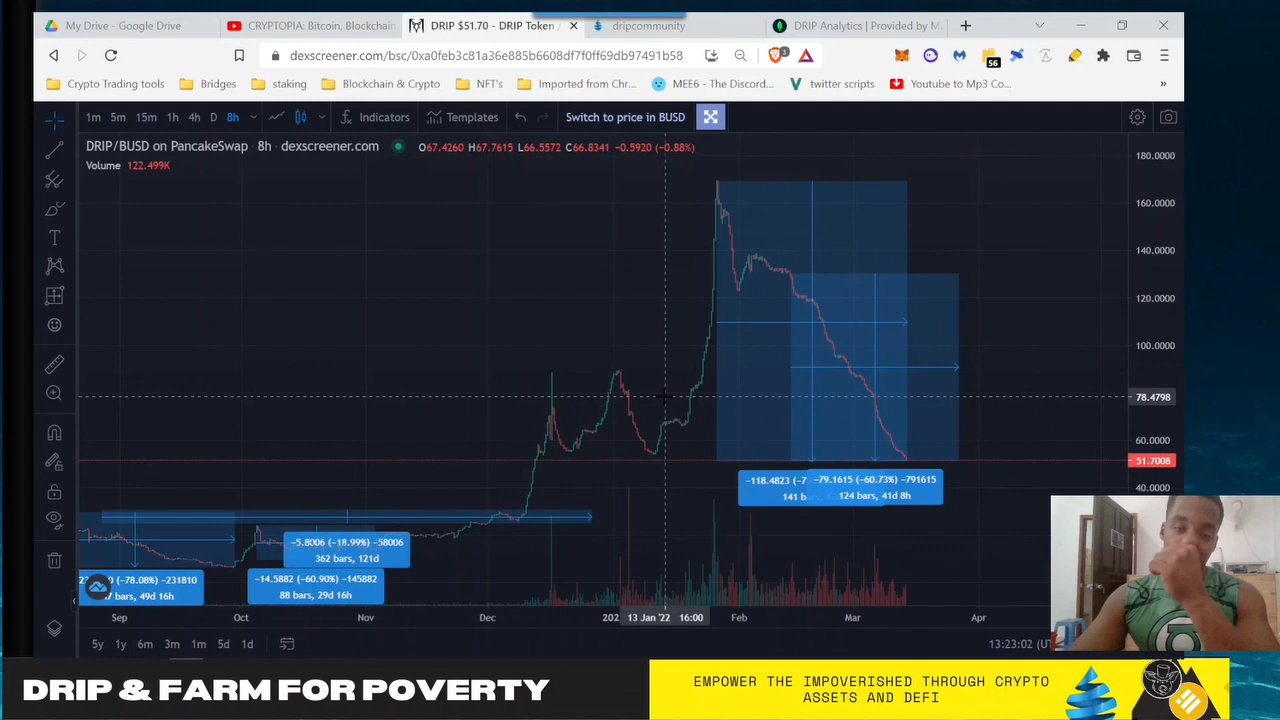 My Drive - Google Drive
CRYPTOPIA: Bitcoin, Blockchain
DRIP $51.70 - DRIP Token /
dripcommunity
DRIP Analytics | Provided by M
dexscreener.com/bsc/0xa0feb3c81a36e885b6608df7f0ff69db97491b58
3
56
Crypto Trading tools
Bridges
staking
Blockchain & Crypto
NFT's
Imported from Chr...
MEE6 - The Discord...
twitter scripts
Youtube to Mp3 Co...
»
1m 5m 15m 1h 4h D 8h
Indicators
Templates
Switch to price in BUSD
DRIP/BUSD on PancakeSwap · 8h · dexscreener.com
O67.4260 H67.7615 L66.5572 C66.8341 -0.5920 (-0.88%)
Volume 122.499K
180.0000
160.0000
140.0000
120.0000
100.0000
78.4798
60.0000
51.7008
40.0000
-118.4823 (-7
141 b
-79.1615 (-60.73%) -791615
124 bars, 41d 8h
-5.8006 (-18.99%) -58006
362 bars, 121d
(-78.08%) -231810
7 bars, 49d 16h
-14.5882 (-60.90%) -145882
88 bars, 29d 16h
Sep
Oct
Nov
Dec
202
13 Jan '22 16:00
Feb
Mar
Apr
5y 1y 6m 3m 1m 5d 1d
13:23:02 (U
DRIP & FARM FOR POVERTY
EMPOWER THE IMPOVERISHED THROUGH CRYPTO
ASSETS AND DEFI